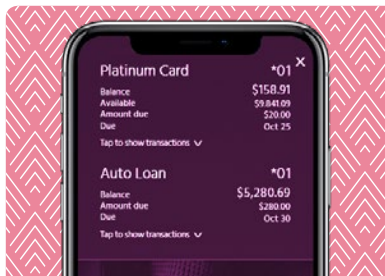 Platinum Card *01
Balance $158.91
Available $9,841.09
Amount due $20.00
Due Oct 25
Tap to show transactions
Auto Loan *01
Balance $5,280.69
Amount due $280.00
Due Oct 30
Tap to show transactions